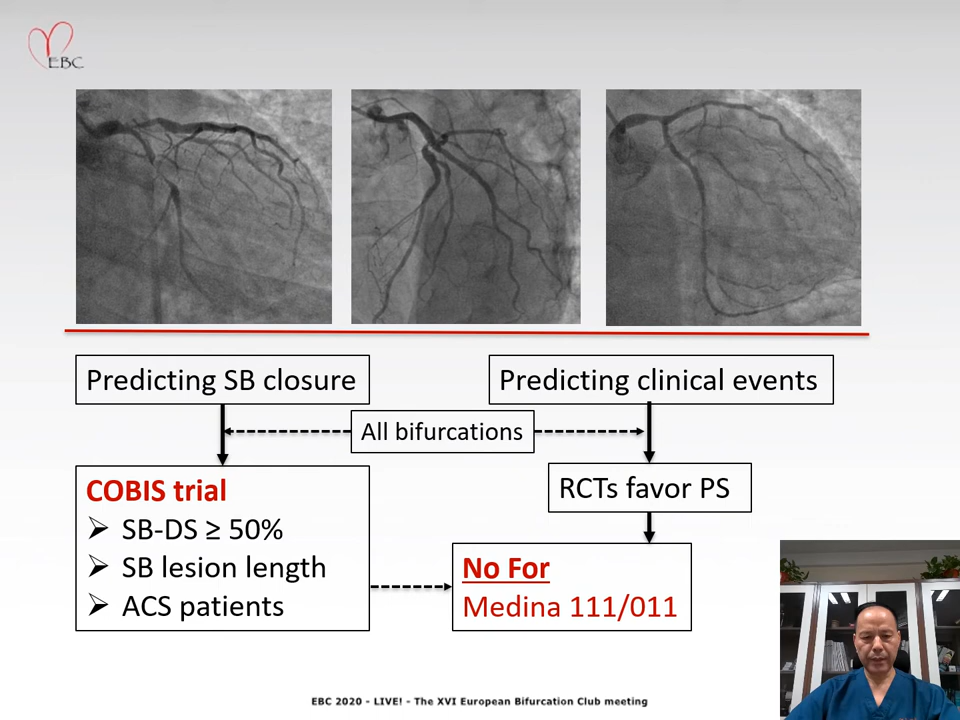 EBC
Predicting SB closure
Predicting clinical events
All bifurcations
COBIS trial
➢ SB-DS ≥ 50%
➢ SB lesion length
➢ ACS patients
RCTs favor PS
No For
Medina 111/011
EBC 2020 - LIVE! - The XVI European Bifurcation Club meeting